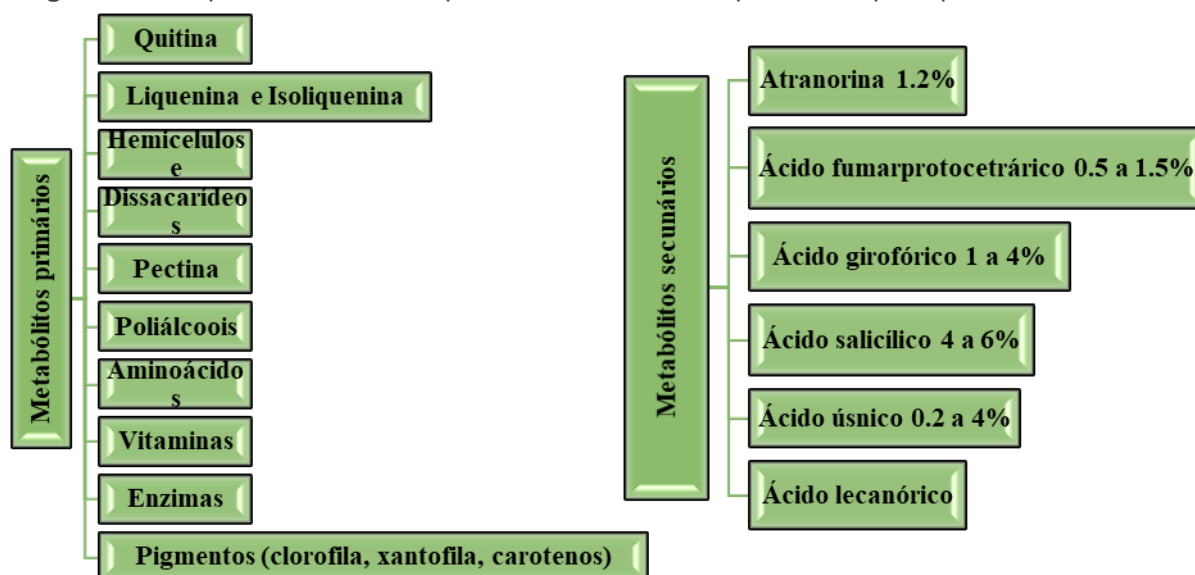 Metabólitos primários
Quitina
Liquenina e Isoliquenina
Hemicelulos
e
Dissacarídeo
s
Pectina
Poliálcoois
Aminoácido
s
Vitaminas
Enzimas
Pigmentos (clorofila, xantofila, carotenos)
Metabólitos secunários
Atranorina 1.2%
Ácido fumarprotocetrárico 0.5 a 1.5%
Ácido girofórico 1 a 4%
Ácido salicílico 4 a 6%
Ácido úsnico 0.2 a 4%
Ácido lecanórico